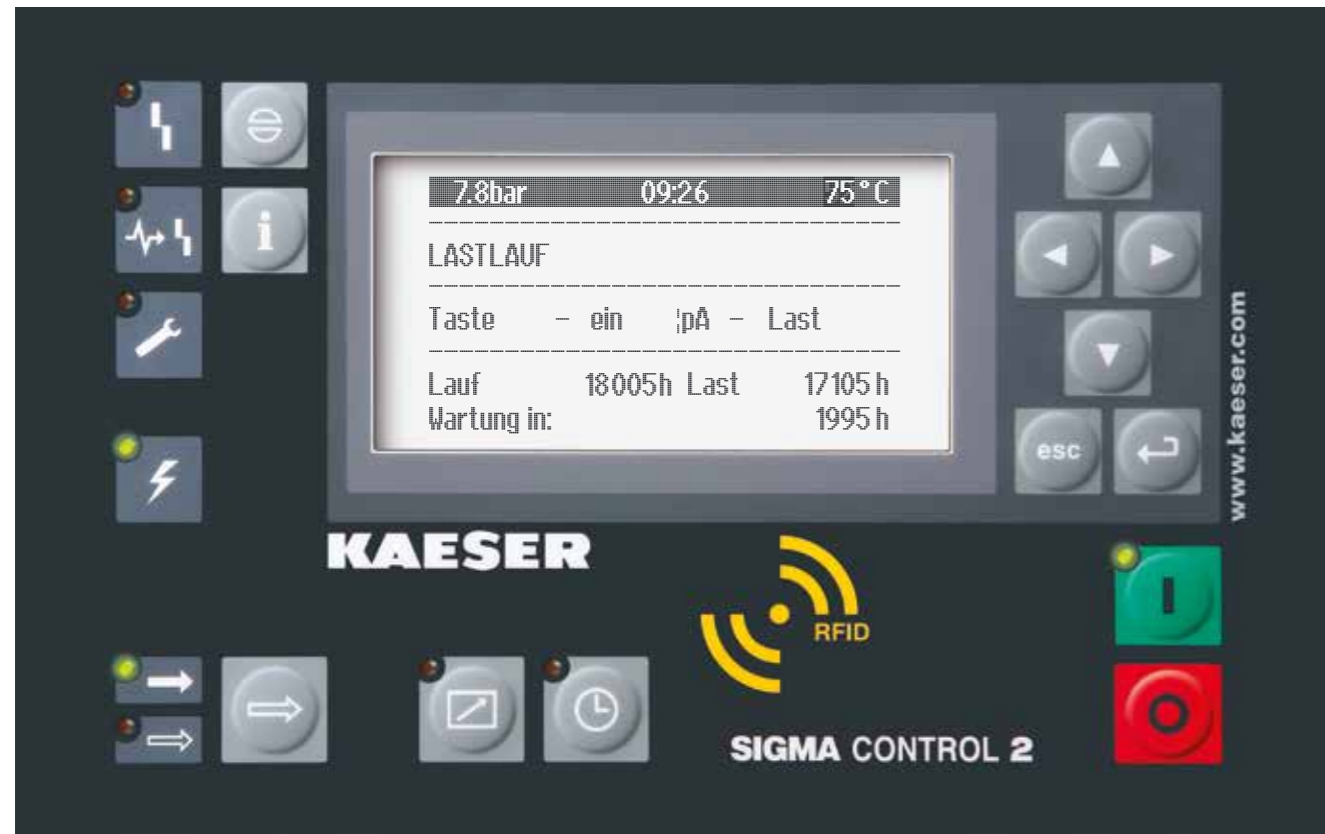 7.8bar 09:26 75°C
LASTLAUF
Taste - ein ¦pA - Last
Lauf 18005h Last 17105h
Wartung in: 1995h
esc
www.kaeser.com
KAESER
RFID
SIGMA CONTROL 2